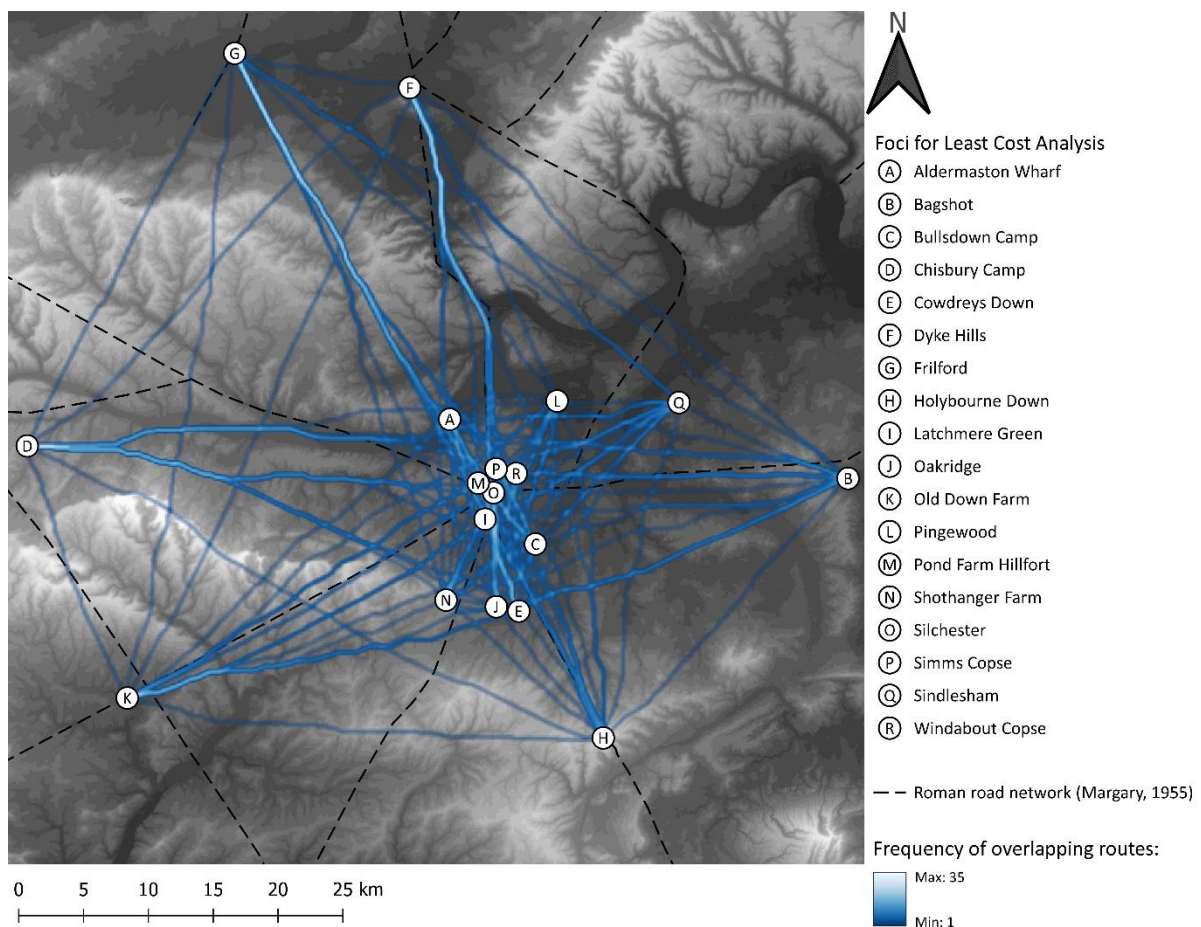 G
F
A
L
Q
D
P
R
M
O
B
I
C
N
J
E
K
H
0 5 10 15 20 25 km
N
Foci for Least Cost Analysis
A Aldermaston Wharf
B Bagshot
C Bullsdown Camp
D Chisbury Camp
E Cowdreys Down
F Dyke Hills
G Frilford
H Holybourne Down
I Latchmere Green
J Oakridge
K Old Down Farm
L Pingewood
M Pond Farm Hillfort
N Shothanger Farm
O Silchester
P Simms Copse
Q Sindlesham
R Windabout Copse
Roman road network (Margary, 1955)
Frequency of overlapping routes:
Max: 35
Min: 1